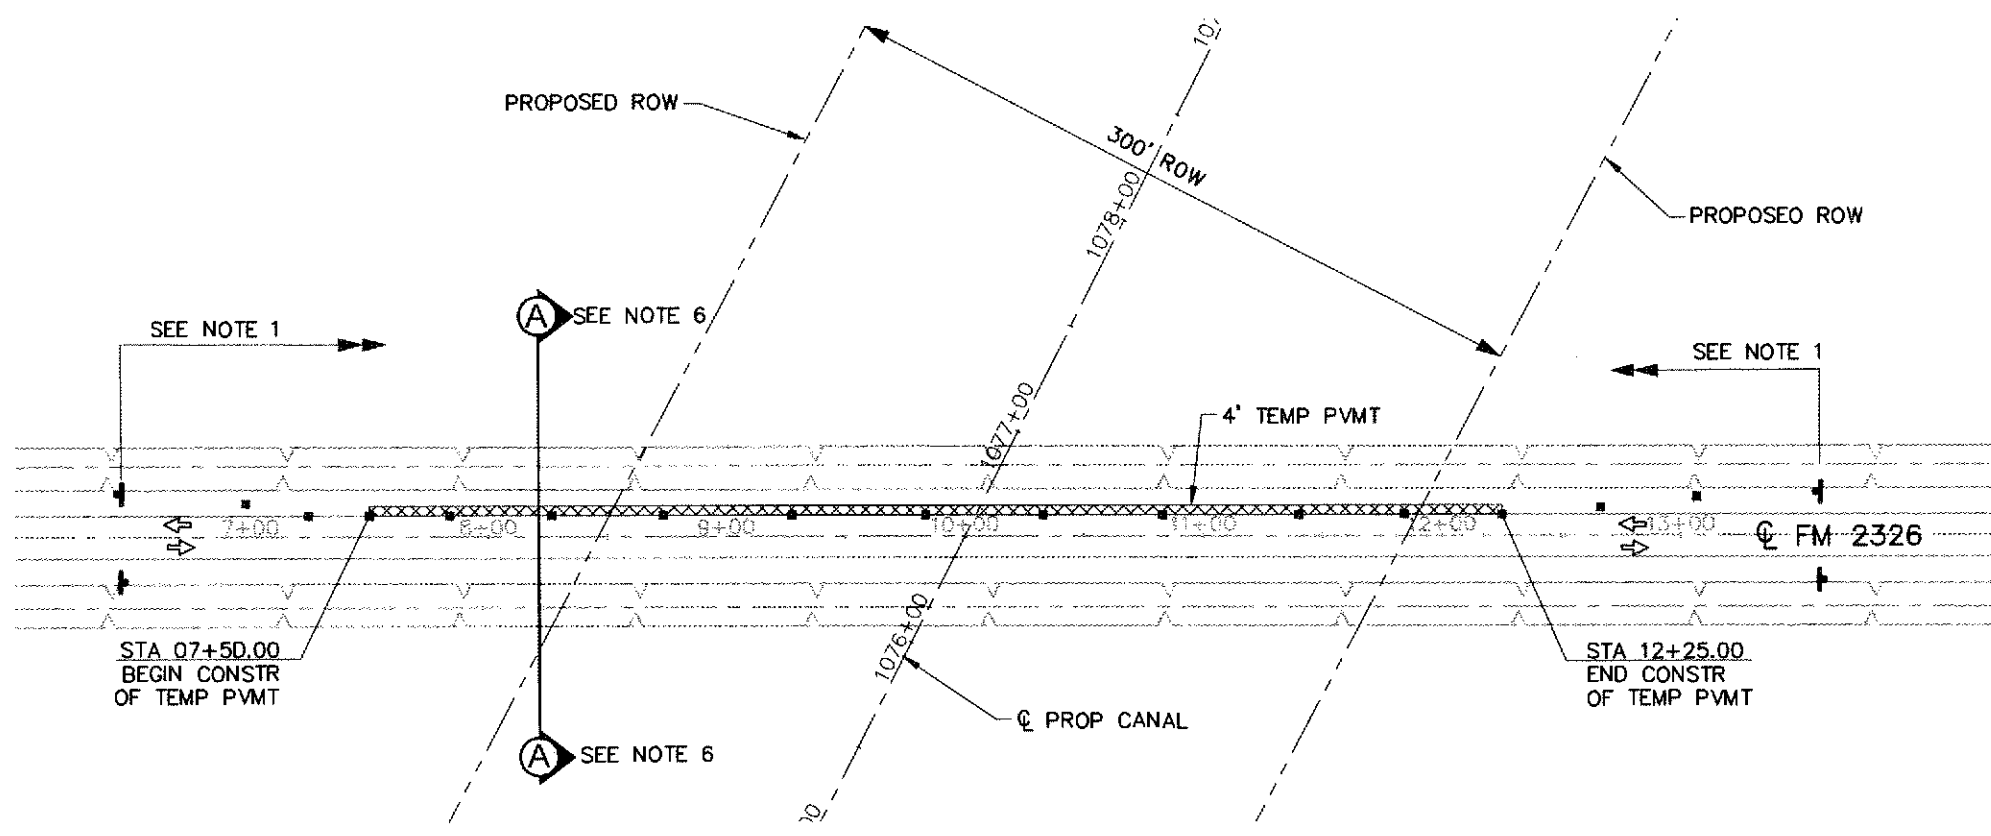 107
PROPOSED ROW
300' ROW
1078+00
PROPOSEO ROW
A SEE NOTE 6
SEE NOTE 1
SEE NOTE 1
1077+00
4' TEMP PVMT
7+00 8+00 9+00 10+00 11+00 12+00 13+00
℄ FM 2326
1076+00
STA 07+50.00
BEGIN CONSTR
OF TEMP PVMT
STA 12+25.00
END CONSTR
OF TEMP PVMT
℄ PROP CANAL
A SEE NOTE 6
00